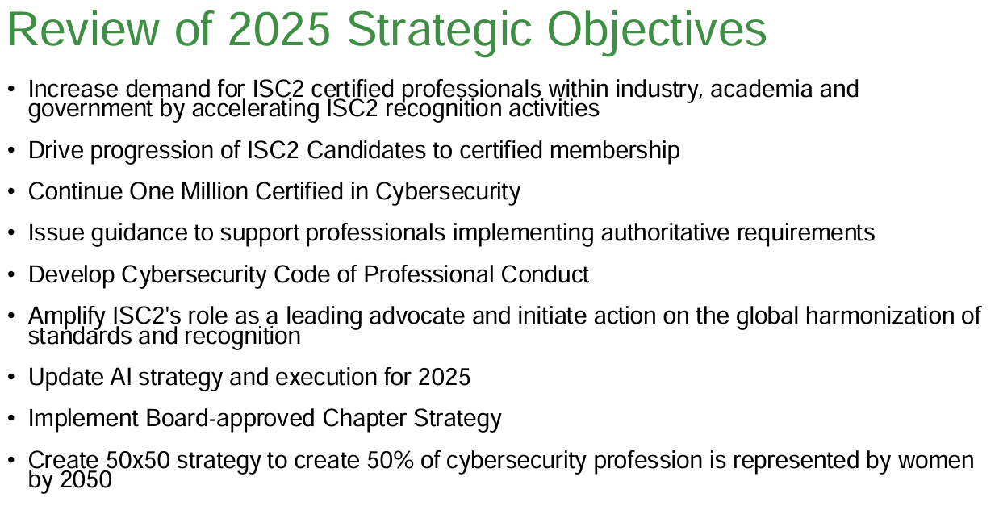 Review of 2025 Strategic Objectives
• Increase demand for ISC2 certified professionals within industry, academia and
government by accelerating ISC2 recognition activities
• Drive progression of ISC2 Candidates to certified membership
• Continue One Million Certified in Cybersecurity
• Issue guidance to support professionals implementing authoritative requirements
• Develop Cybersecurity Code of Professional Conduct
• Amplify ISC2's role as a leading advocate and initiate action on the global harmonization of
standards and recognition
• Update AI strategy and execution for 2025
• Implement Board-approved Chapter Strategy
• Create 50x50 strategy to create 50% of cybersecurity profession is represented by women
by 2050